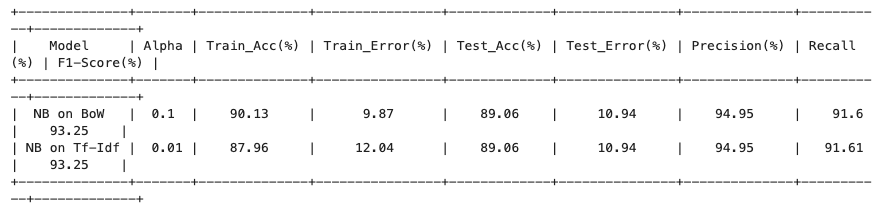 +---------------+-------+--------------+----------------+-------------+---------------+--------------+---------
--+-------------+
|    Model      | Alpha | Train_Acc(%) | Train_Error(%) | Test_Acc(%) | Test_Error(%) | Precision(%) | Recall
(%) | F1-Score(%) |
+---------------+-------+--------------+----------------+-------------+---------------+--------------+---------
--+-------------+
|  NB on BoW    |  0.1  |    90.13     |      9.87      |    89.06    |     10.94     |    94.95     |    91.6
|    93.25    |
| NB on Tf-Idf  |  0.01 |    87.96     |     12.04      |    89.06    |     10.94     |    94.95     |   91.61
|    93.25    |
+---------------+-------+--------------+----------------+-------------+---------------+--------------+---------
--+-------------+